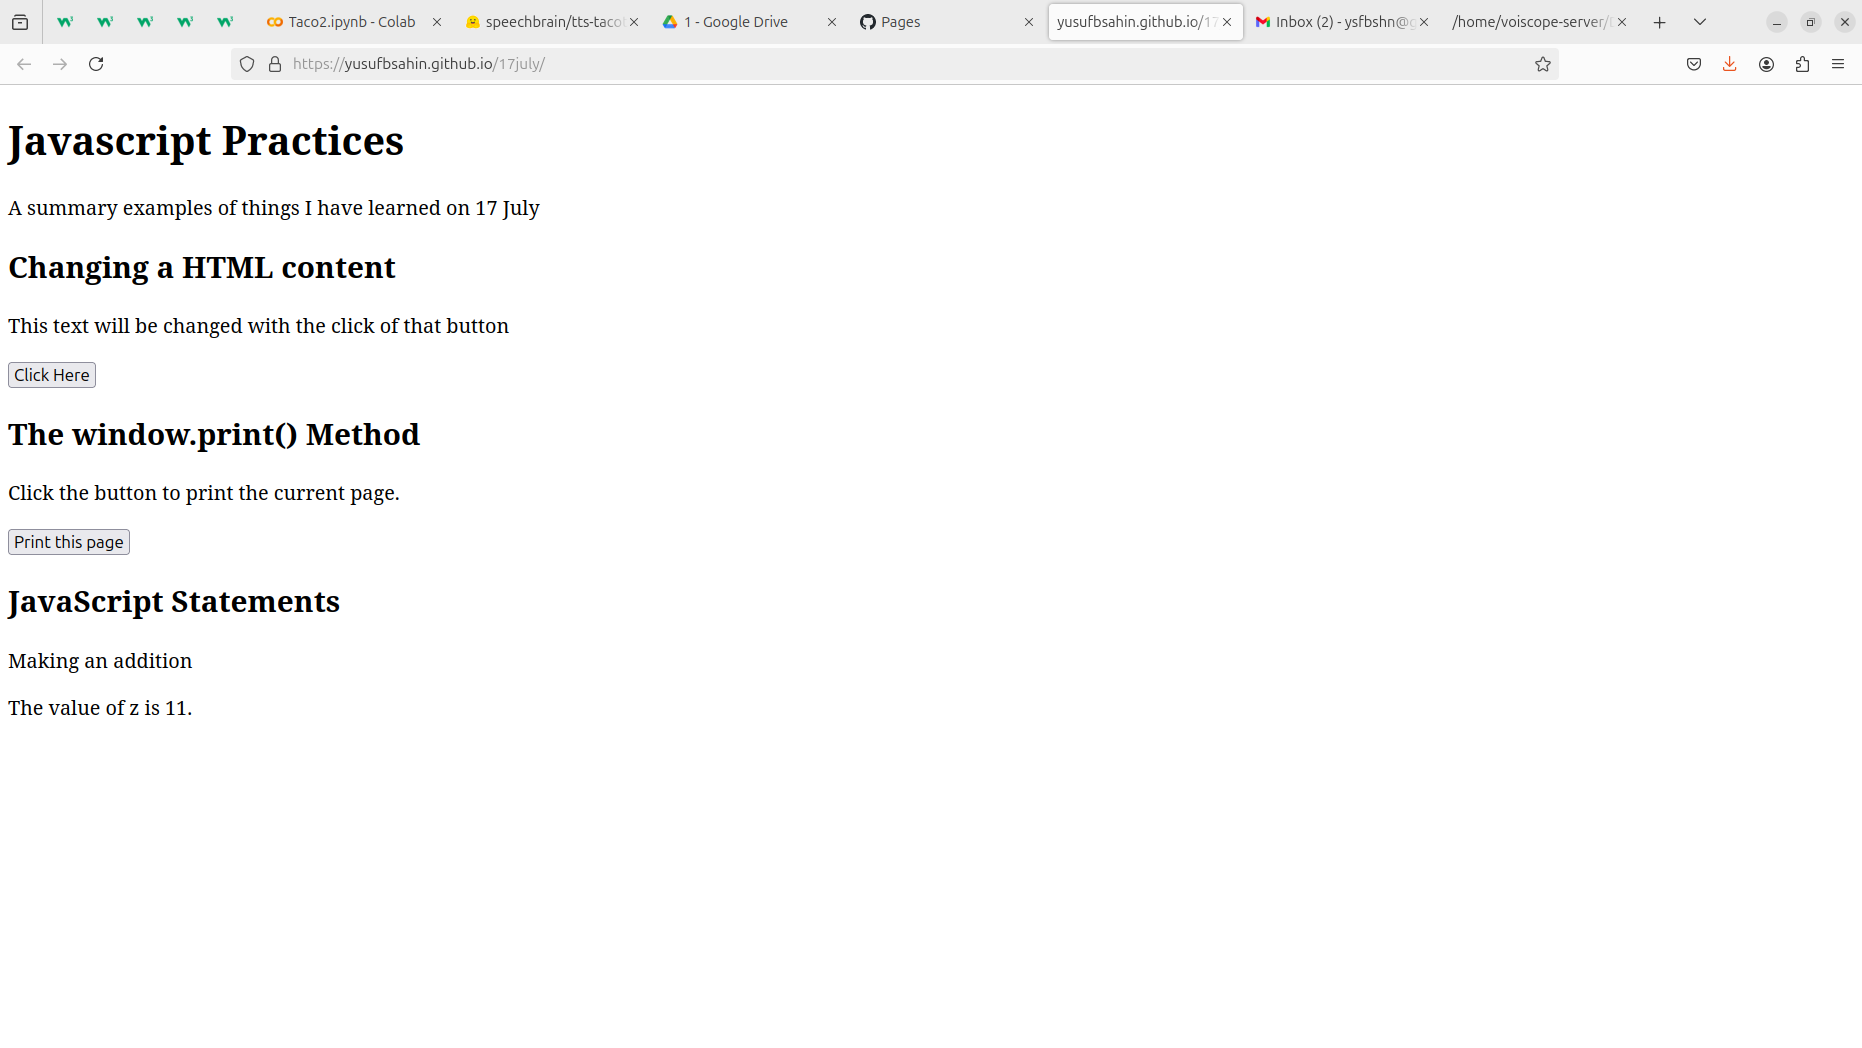 Taco2.ipynb - Colab
speechbrain/tts-taco
1 - Google Drive
Pages
yusufbsahin.github.io/17
Inbox (2) - ysfbshn@g
/home/voiscope-server/
https://yusufbsahin.github.io/17july/
Javascript Practices
A summary examples of things I have learned on 17 July
Changing a HTML content
This text will be changed with the click of that button
Click Here
The window.print() Method
Click the button to print the current page.
Print this page
JavaScript Statements
Making an addition
The value of z is 11.